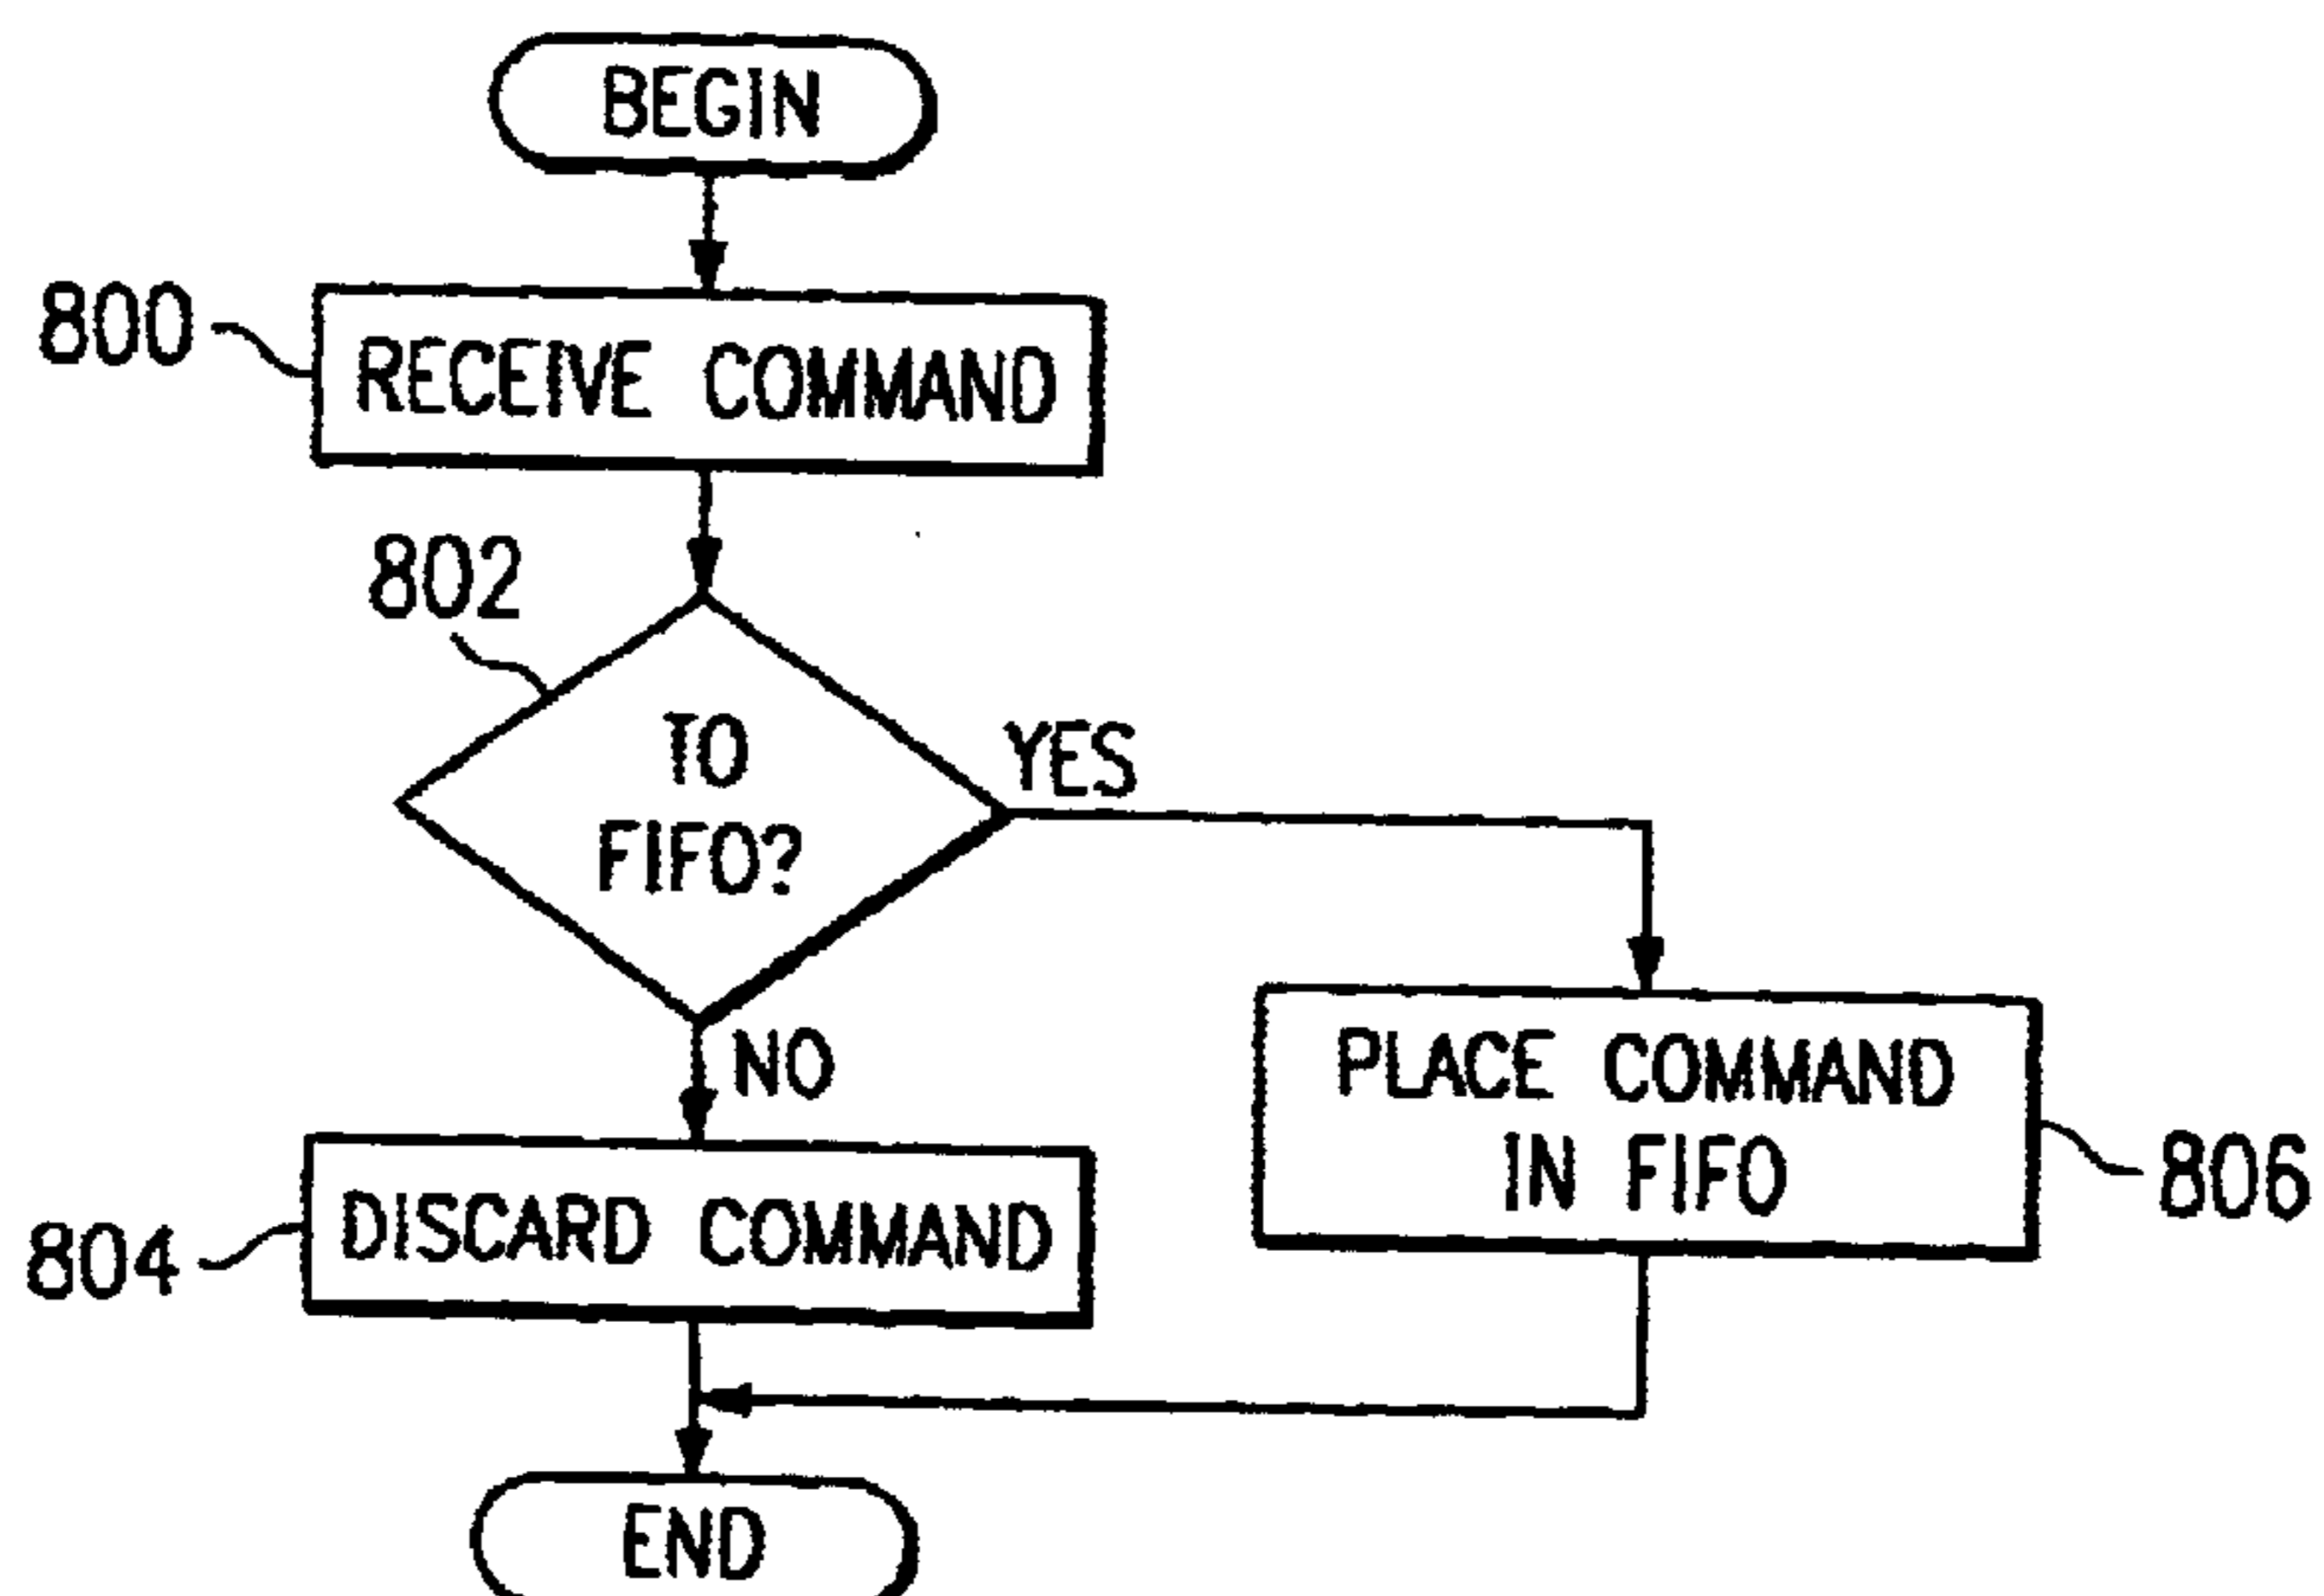 BEGIN
800
RECEIVE COMMAND
802
TO
FIFO?
YES
NO
PLACE COMMAND
IN FIFO
806
DISCARD COMMAND
804
END